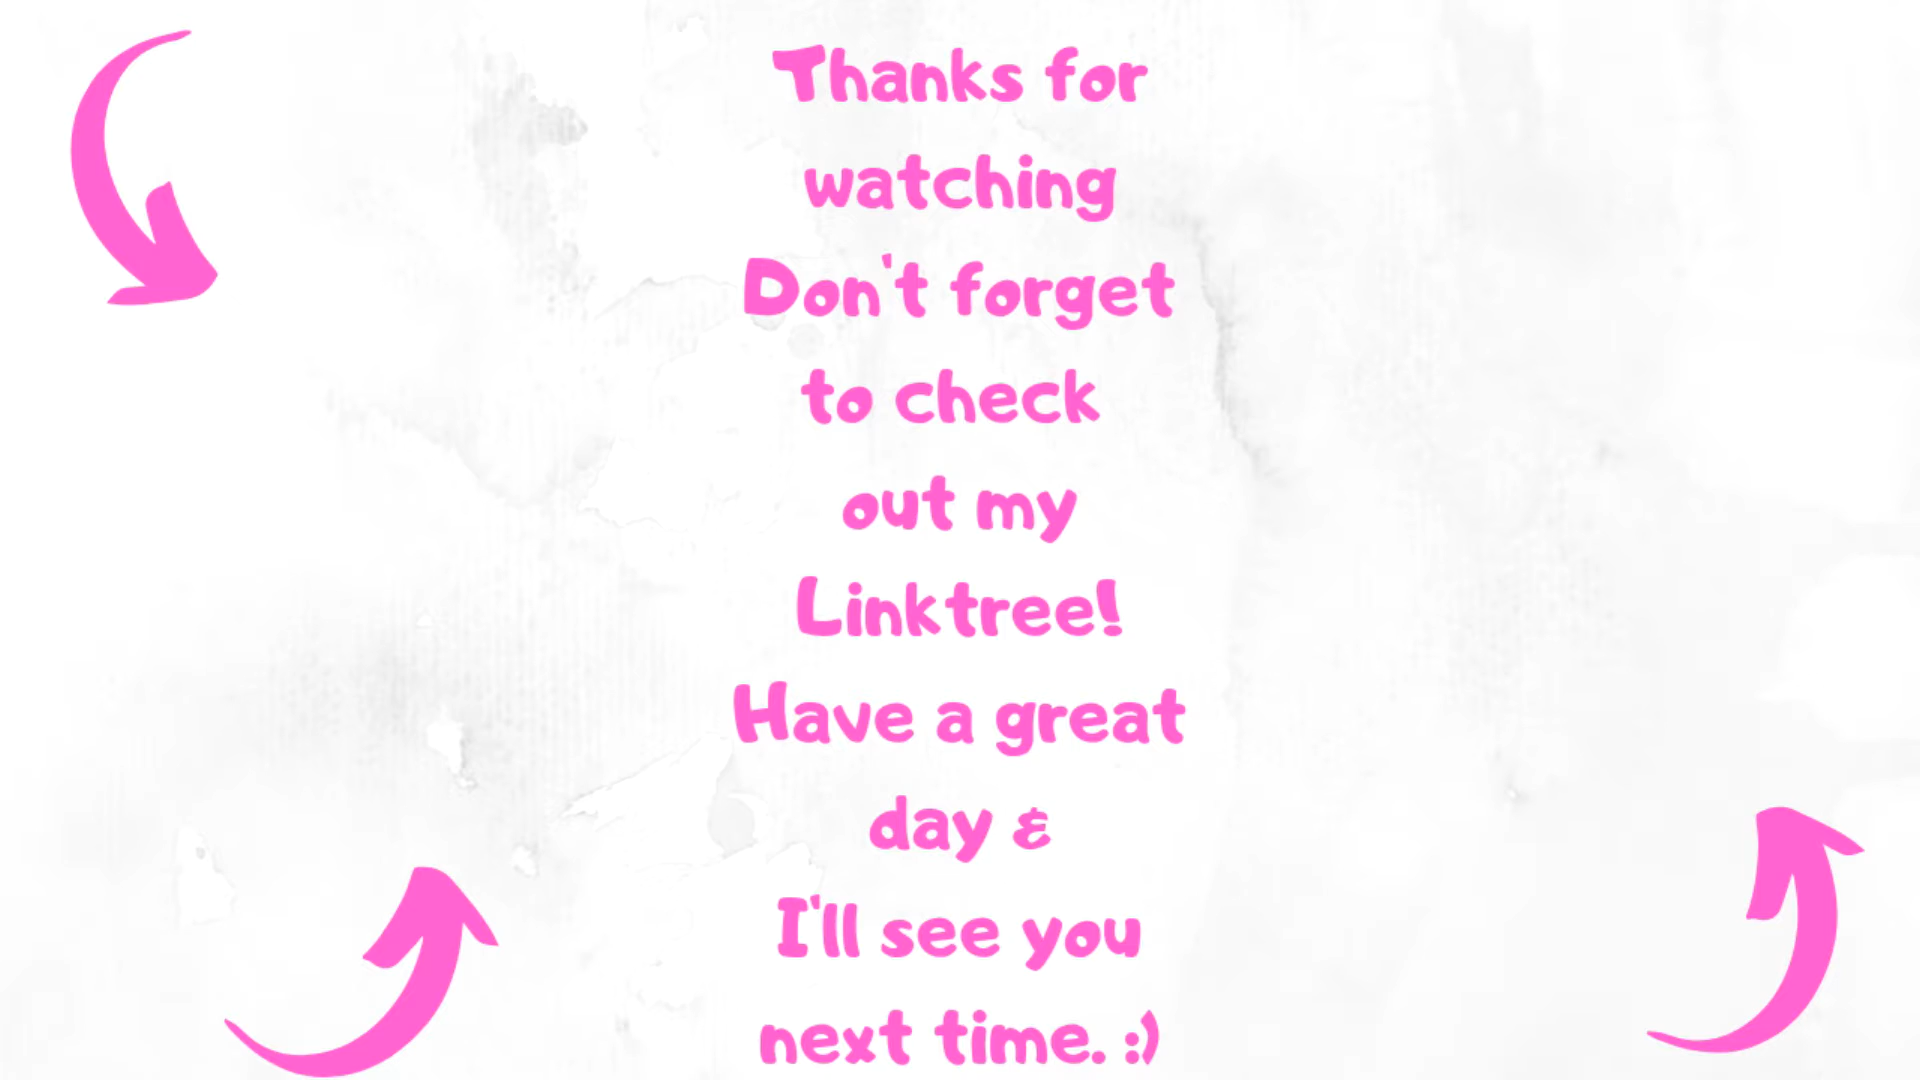 Thanks for
watching
Don't forget
to check
out my
Linktree!
Have a great
day &
I'll see you
next time. :)